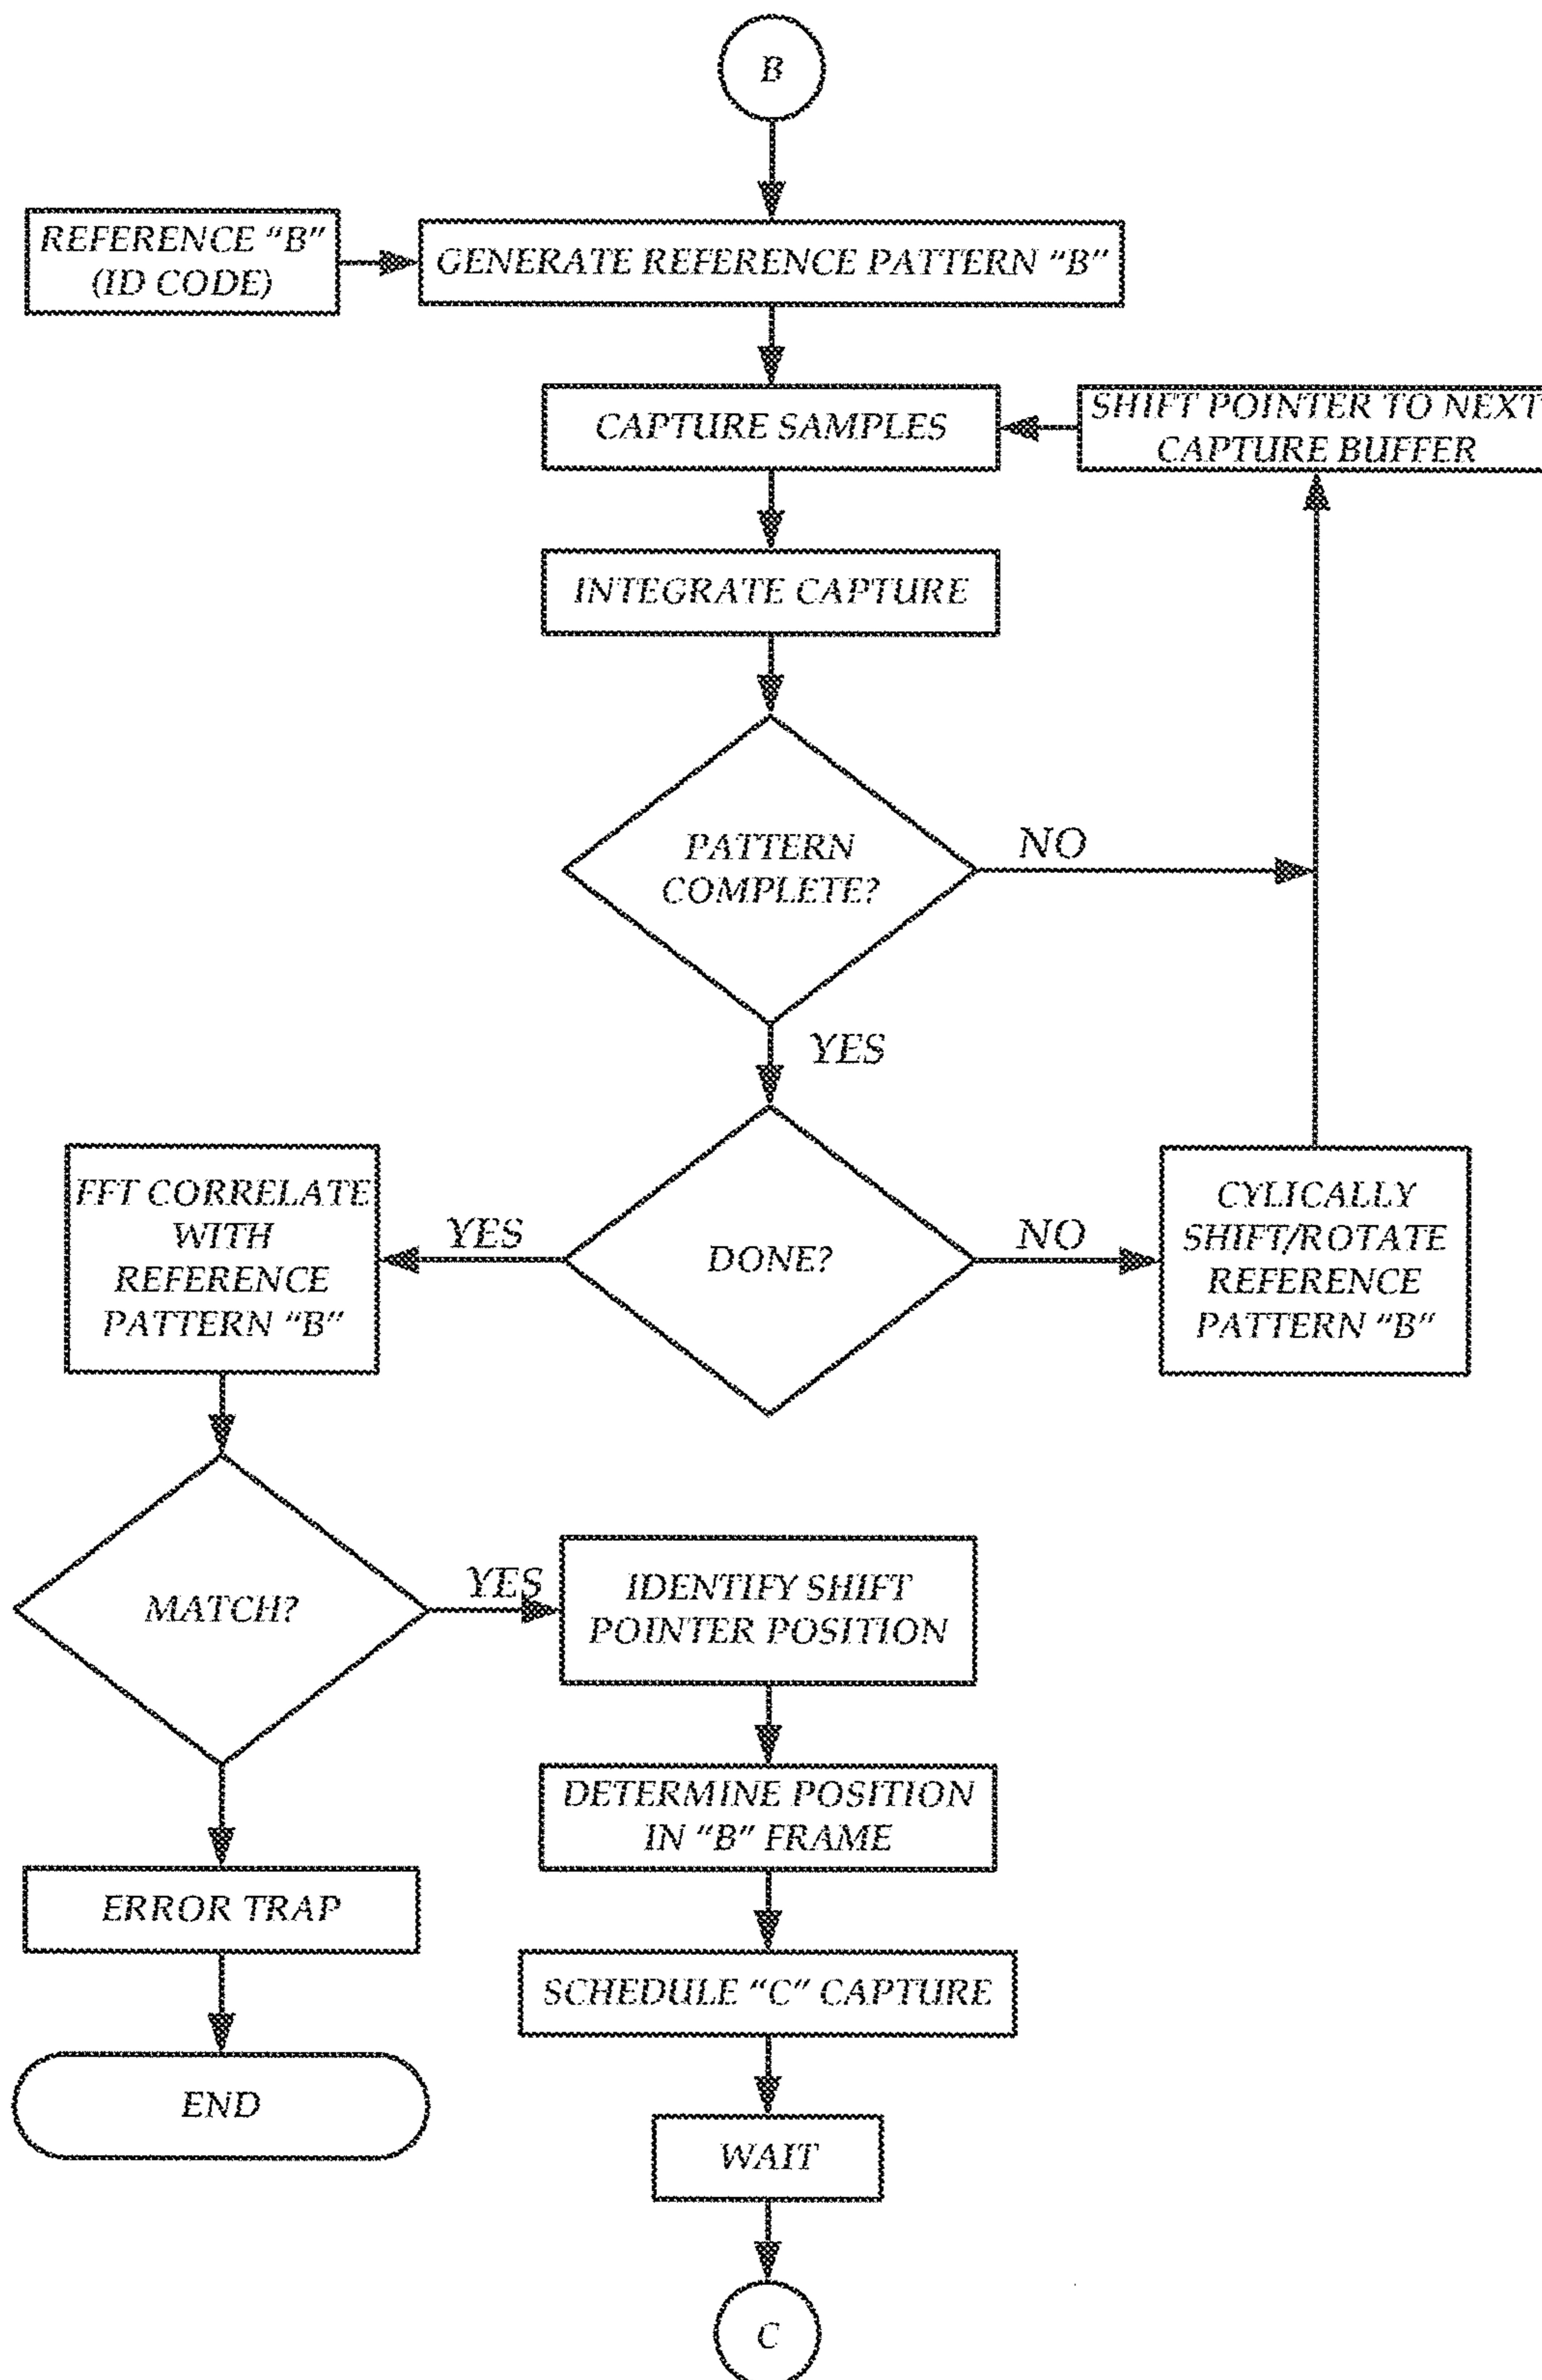 B
REFERENCE “B”
(ID CODE)
GENERATE REFERENCE PATTERN “B”
CAPTURE SAMPLES
SHIFT POINTER TO NEXT
CAPTURE BUFFER
INTEGRATE CAPTURE
PATTERN
COMPLETE?
NO
YES
DONE?
YES
NO
FFT CORRELATE
WITH
REFERENCE
PATTERN “B”
CYLICALLY
SHIFT/ROTATE
REFERENCE
PATTERN “B”
MATCH?
YES
IDENTIFY SHIFT
POINTER POSITION
DETERMINE POSITION
IN “B” FRAME
ERROR TRAP
SCHEDULE “C” CAPTURE
END
WAIT
C